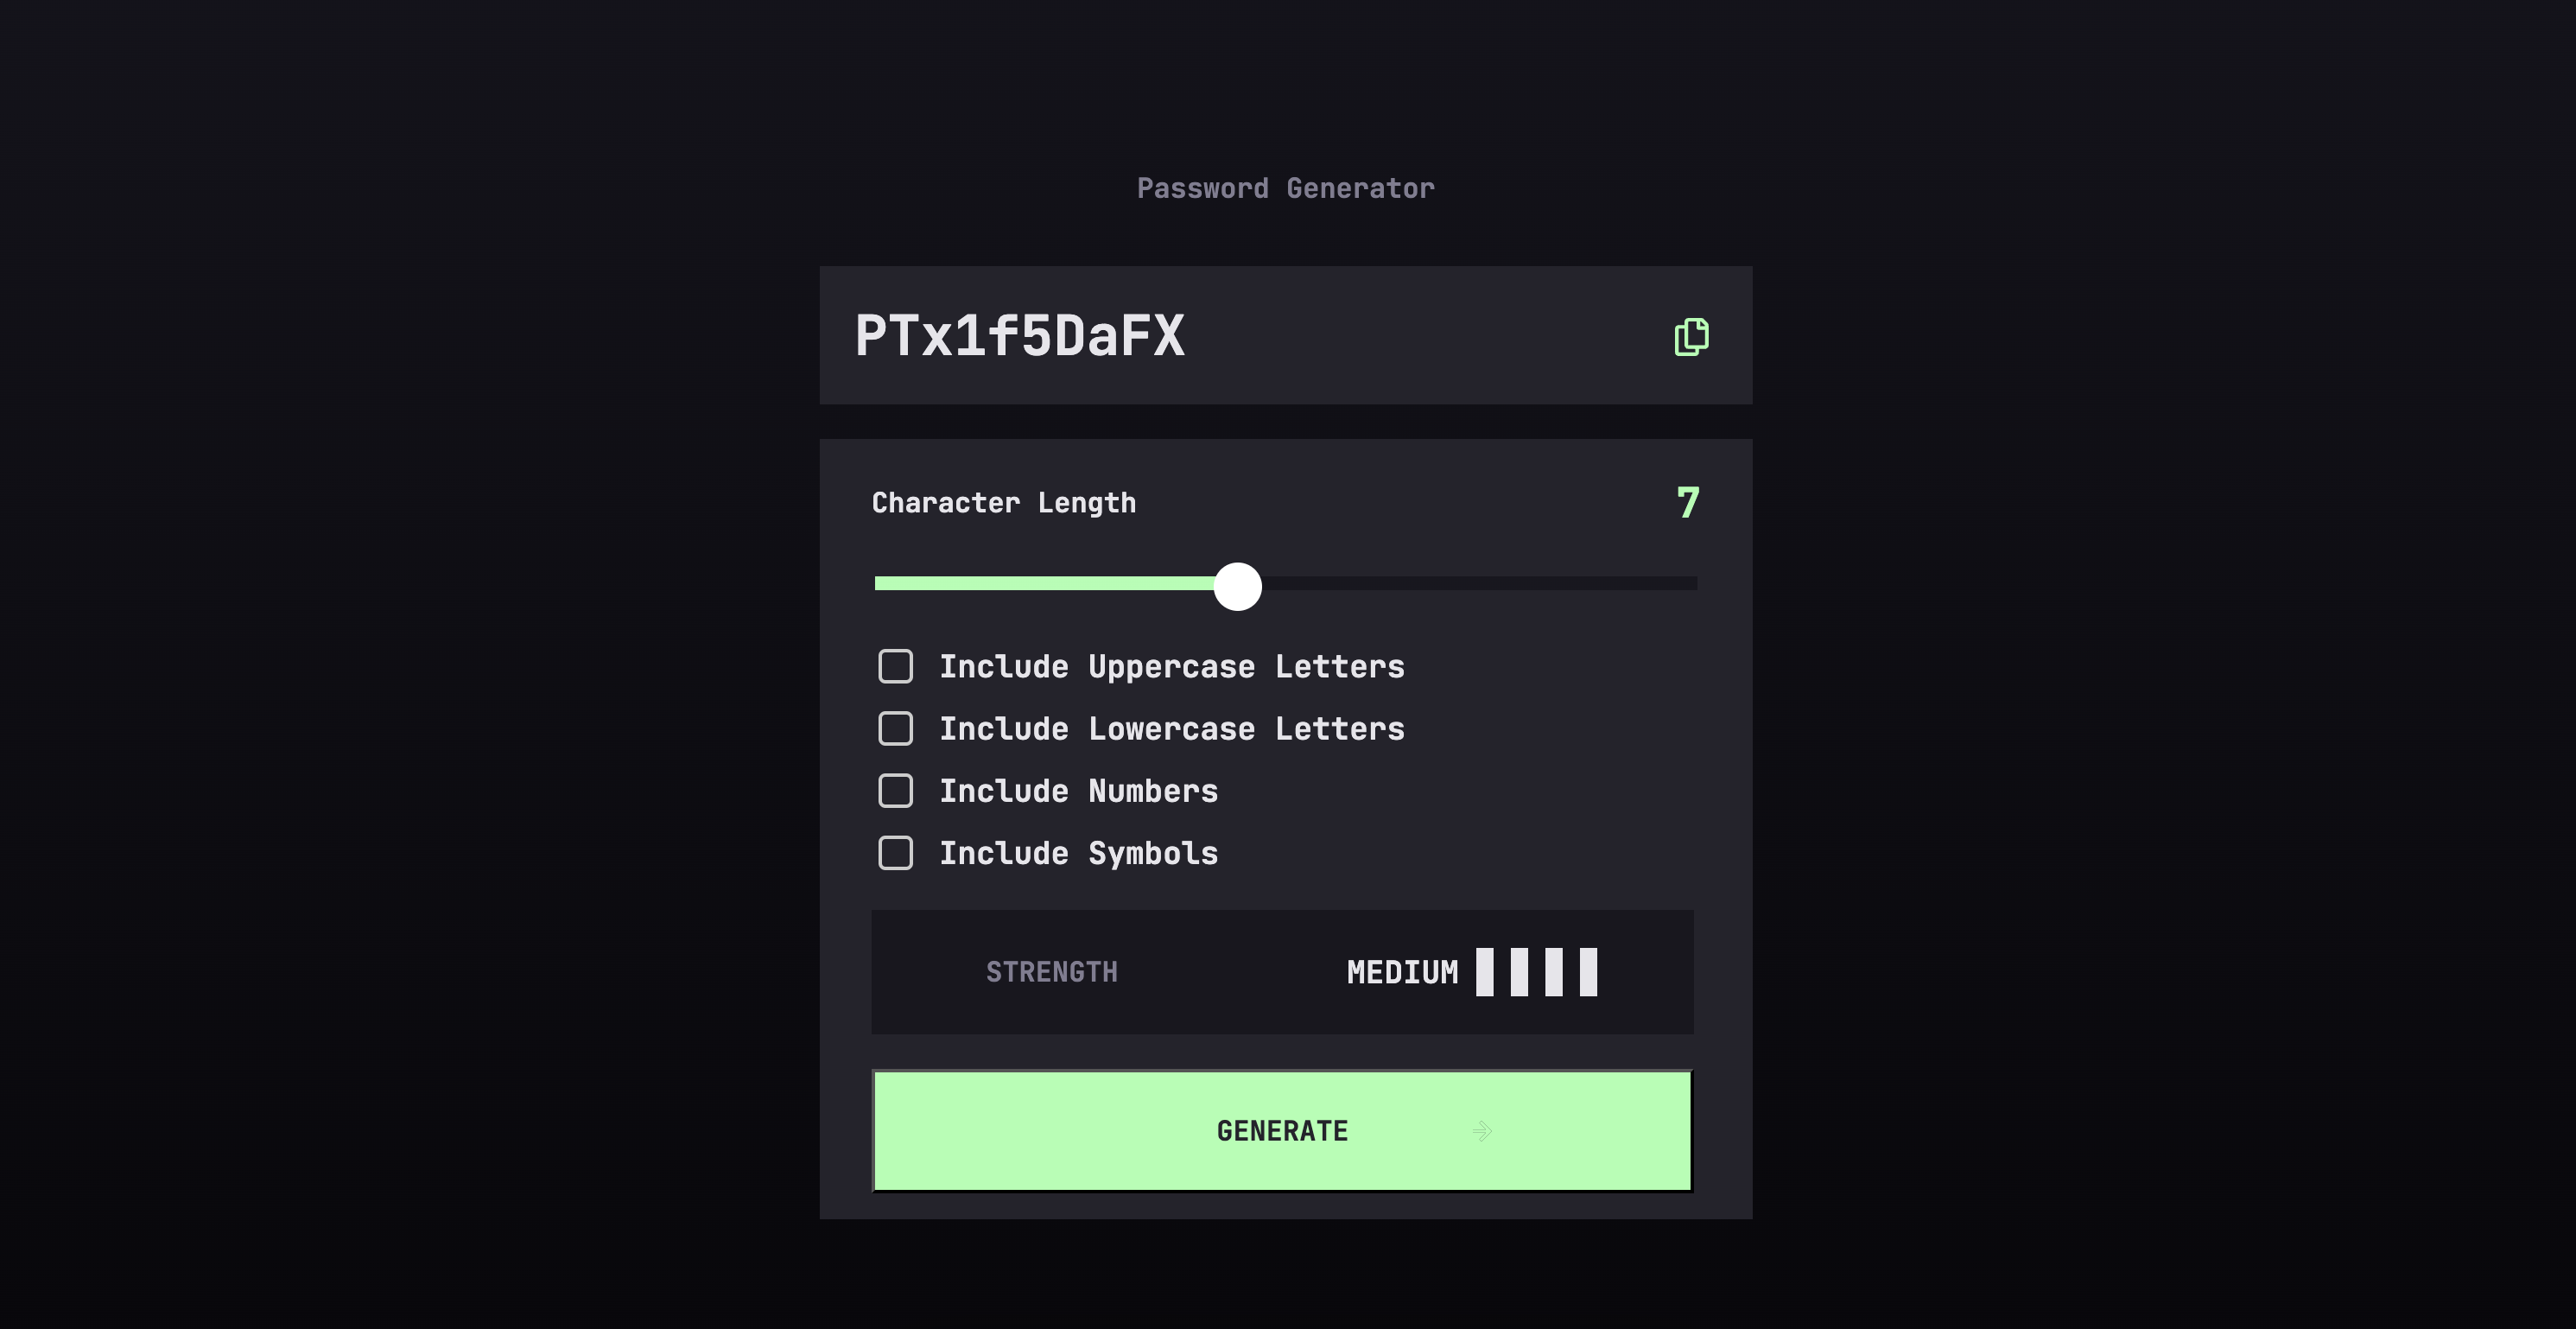 Password Generator
PTx1f5DaFX
Character Length 7
Include Uppercase Letters
Include Lowercase Letters
Include Numbers
Include Symbols
STRENGTH MEDIUM
GENERATE